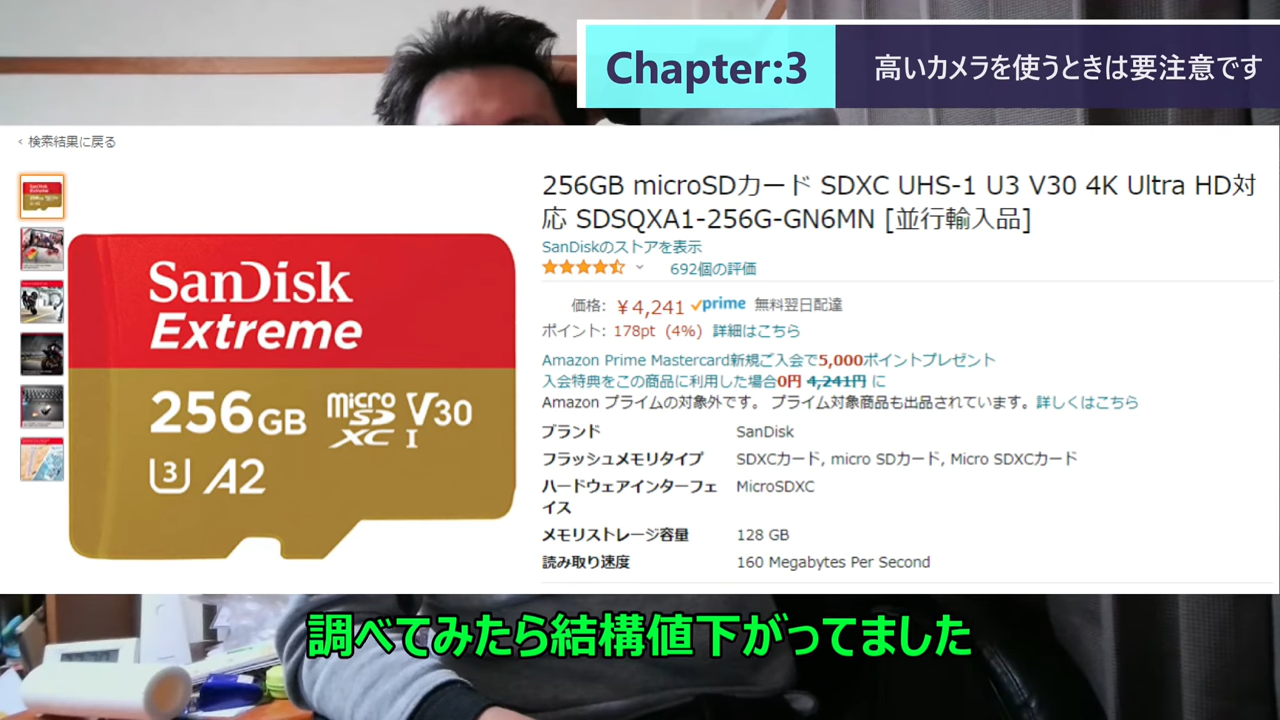 Chapter:3
高いカメラを使うときは要注意です
‹ 検索結果に戻る
256GB microSDカード SDXC UHS-1 U3 V30 4K Ultra HD対
応 SDSQXA1-256G-GN6MN [並行輸入品]
SanDiskのストアを表示
692個の評価
価格: ¥4,241 prime 無料翌日配達
ポイント: 178pt (4%) 詳細はこちら
Amazon Prime Mastercard新規ご入会で5,000ポイントプレゼント
入会特典をこの商品に利用した場合0円 4,241円 に
Amazon プライムの対象外です。 プライム対象商品も出品されています。詳しくはこちら
ブランド SanDisk
フラッシュメモリタイプ SDXCカード, micro SDカード, Micro SDXCカード
ハードウェアインターフェ MicroSDXC
イス
メモリストレージ容量 128 GB
読み取り速度 160 Megabytes Per Second
SanDisk
Extreme
256GB micro SD XC I V30
U3 A2
調べてみたら結構値下がってました